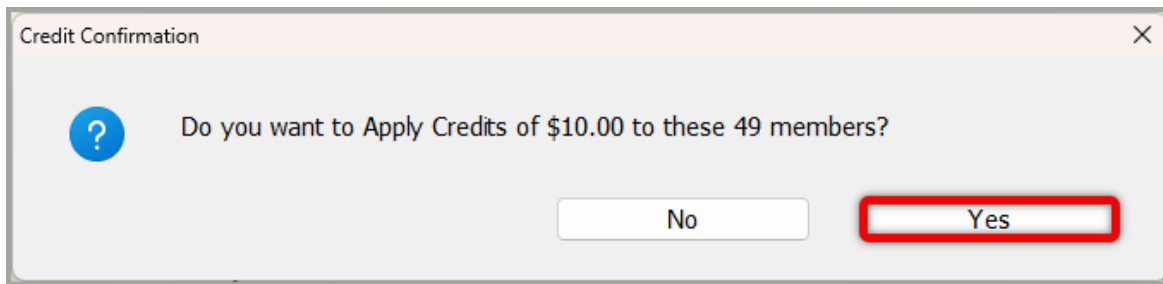 Credit Confirmation
Do you want to Apply Credits of $10.00 to these 49 members?
No
Yes